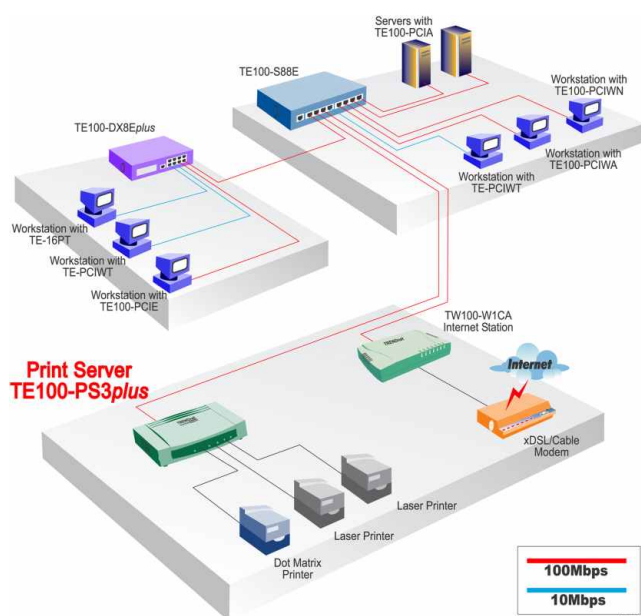 Servers with
TE100-PCIA
TE100-S88E
Workstation with
TE100-PCIWN
TE100-DX8Eplus
Workstation with
TE100-PCIWA
Workstation with
TE-PCIWT
Workstation with
TE-16PT
Workstation with
TE-PCIWT
Workstation with
TE100-PCIE
TW100-W1CA
Internet Station
Print Server
TE100-PS3plus
Internet
xDSL/Cable
Modem
Laser Printer
Laser Printer
Dot Matrix
Printer
100Mbps
10Mbps